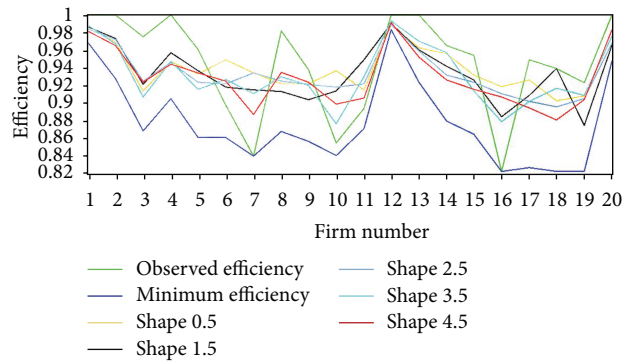 1
0.98
0.96
0.94
0.92
0.9
0.88
0.86
0.84
0.82
Efficiency
1 2 3 4 5 6 7 8 9 10 11 12 13 14 15 16 17 18 19 20
Firm number
Observed efficiency
Minimum efficiency
Shape 0.5
Shape 1.5
Shape 2.5
Shape 3.5
Shape 4.5